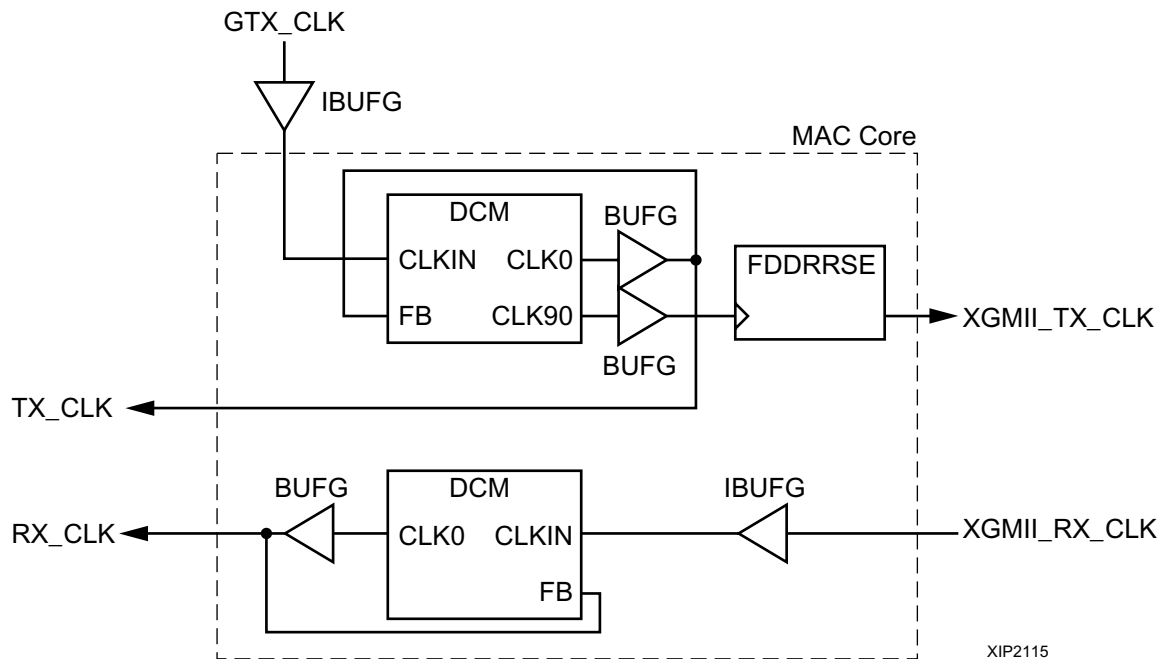 GTX_CLK
IBUFG
MAC Core
DCM
BUFG
CLKIN
CLK0
FDDRRSE
FB
CLK90
XGMII_TX_CLK
BUFG
TX_CLK
BUFG
DCM
IBUFG
RX_CLK
CLK0
CLKIN
XGMII_RX_CLK
FB
XIP2115